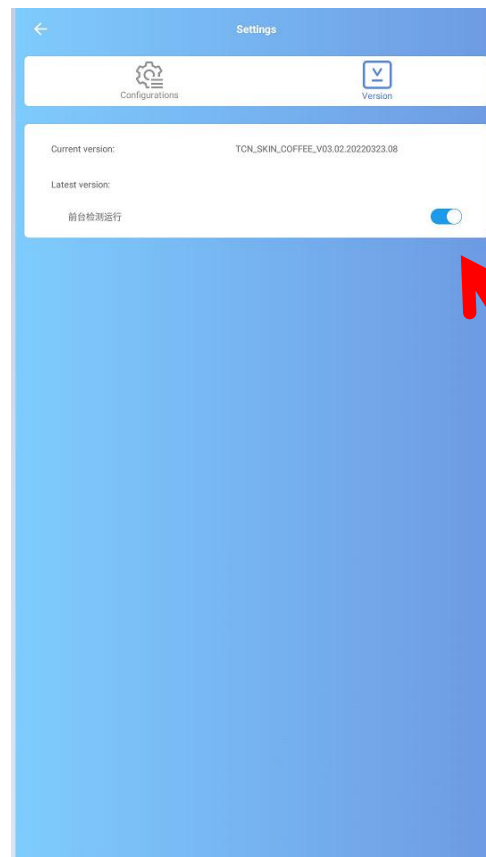 Settings
Configurations
Version
Current version: TCN_SKIN_COFFEE_V03.02.20220323.08
Latest version:
前台检测运行